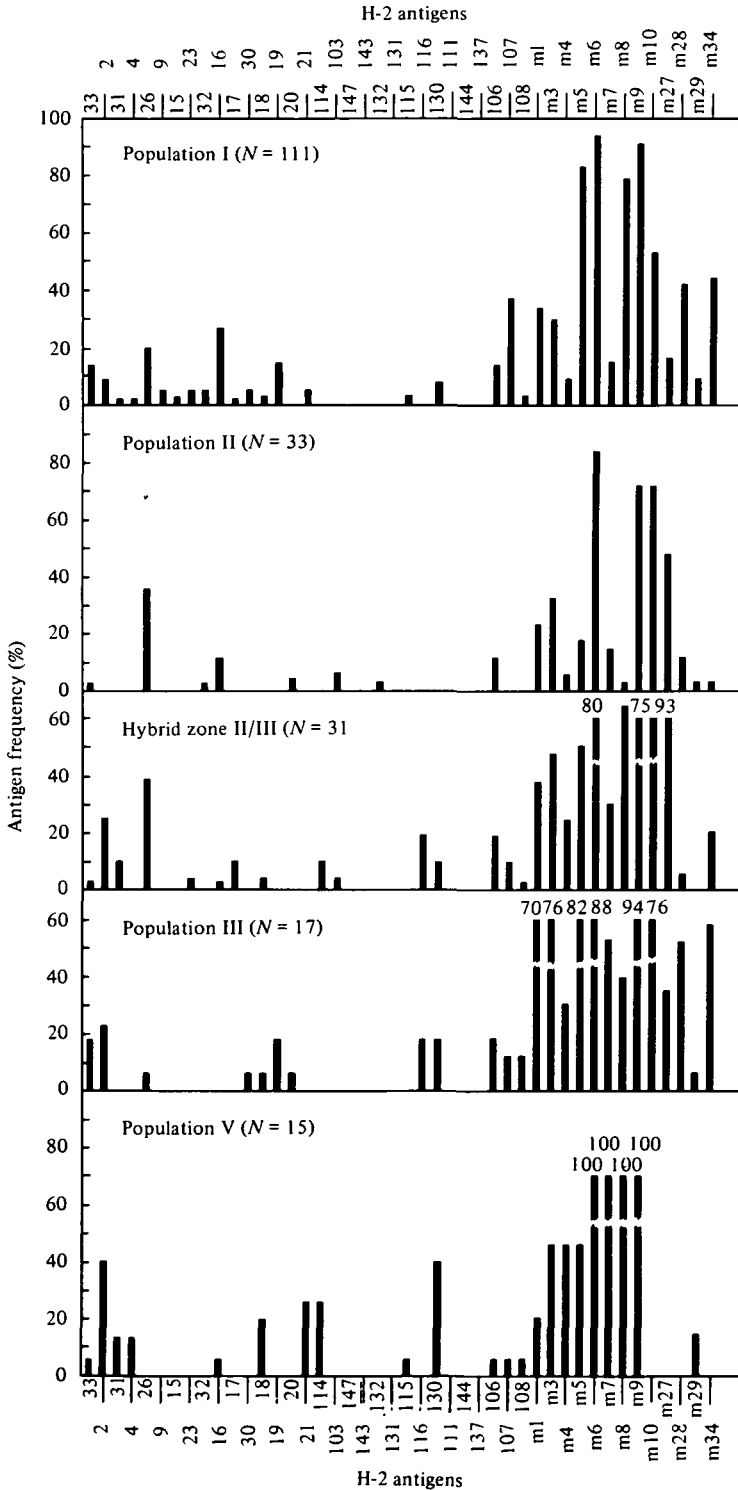 H-2 antigens
2 4 9 23 16 30 19 21 103 143 131 116 111 137 107 m1 m4 m6 m8 m10 m28 m34
33 31 26 15 32 17 18 20 114 147 132 115 130 144 106 108 m3 m5 m7 m9 m27 m29
100
Population I (N = 111)
80
60
40
20
0
Population II (N = 33)
80
60
40
20
0
80 75 93
Hybrid zone II/III (N = 31
60
40
20
0
70 76 82 88 94 76
Population III (N = 17)
60
40
20
0
Population V (N = 15)
100 100
80
100 100
60
40
20
0
Antigen frequency (%)
33 31 26 15 32 17 18 20 114 147 132 115 130 144 106 108 m3 m5 m7 m9 m27 m29
2 4 9 23 16 30 19 21 103 143 131 116 111 137 107 m1 m4 m6 m8 m10 m28 m34
H-2 antigens